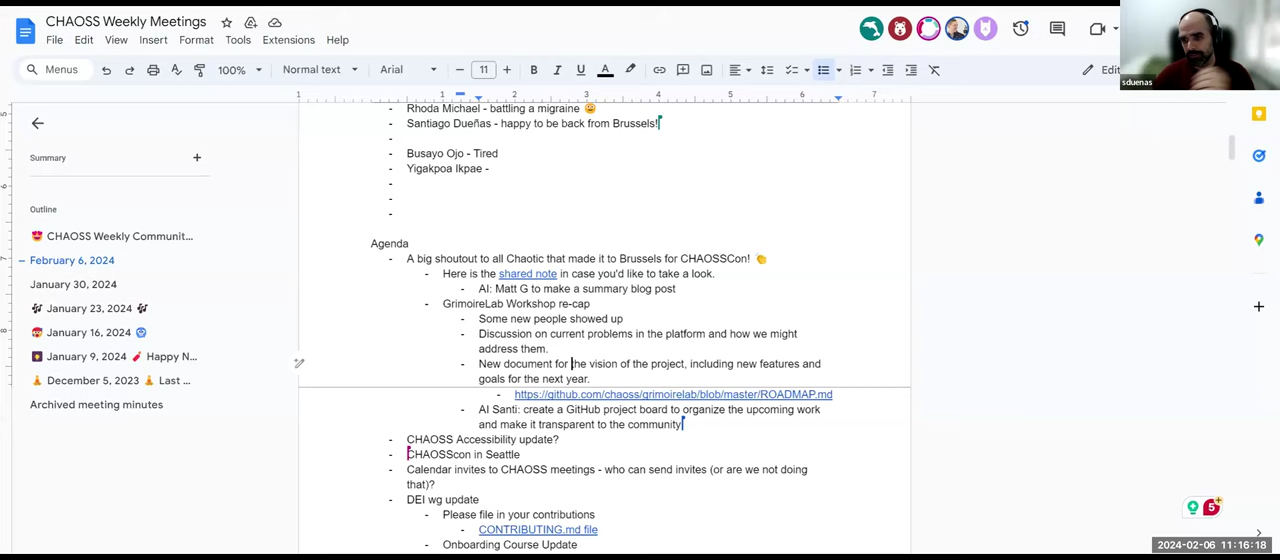 CHAOSS Weekly Meetings
File Edit View Insert Format Tools Extensions Help
Menus 100% Normal text Arial 11 B I U A Edi
sduenas
1 1 2 3 4 5 6 7
Summary
Outline
CHAOSS Weekly Communit...
February 6, 2024
January 30, 2024
January 23, 2024
January 16, 2024
January 9, 2024 Happy N...
December 5, 2023 Last ...
Archived meeting minutes
- Rhoda Michael - battling a migraine
- Santiago Dueñas - happy to be back from Brussels!
-
- Busayo Ojo - Tired
- Yigakpoa Ikpae -
-
-
-
Agenda
- A big shoutout to all Chaotic that made it to Brussels for CHAOSSCon!
- Here is the shared note in case you'd like to take a look.
- AI: Matt G to make a summary blog post
- GrimoireLab Workshop re-cap
- Some new people showed up
- Discussion on current problems in the platform and how we might
address them.
- New document for the vision of the project, including new features and
goals for the next year.
- https://github.com/chaoss/grimoirelab/blob/master/ROADMAP.md
- AI Santi: create a GitHub project board to organize the upcoming work
and make it transparent to the community
- CHAOSS Accessibility update?
- CHAOSScon in Seattle
- Calendar invites to CHAOSS meetings - who can send invites (or are we not doing
that)?
- DEI wg update
- Please file in your contributions
- CONTRIBUTING.md file
- Onboarding Course Update
5
2024-02-06 11:16:18